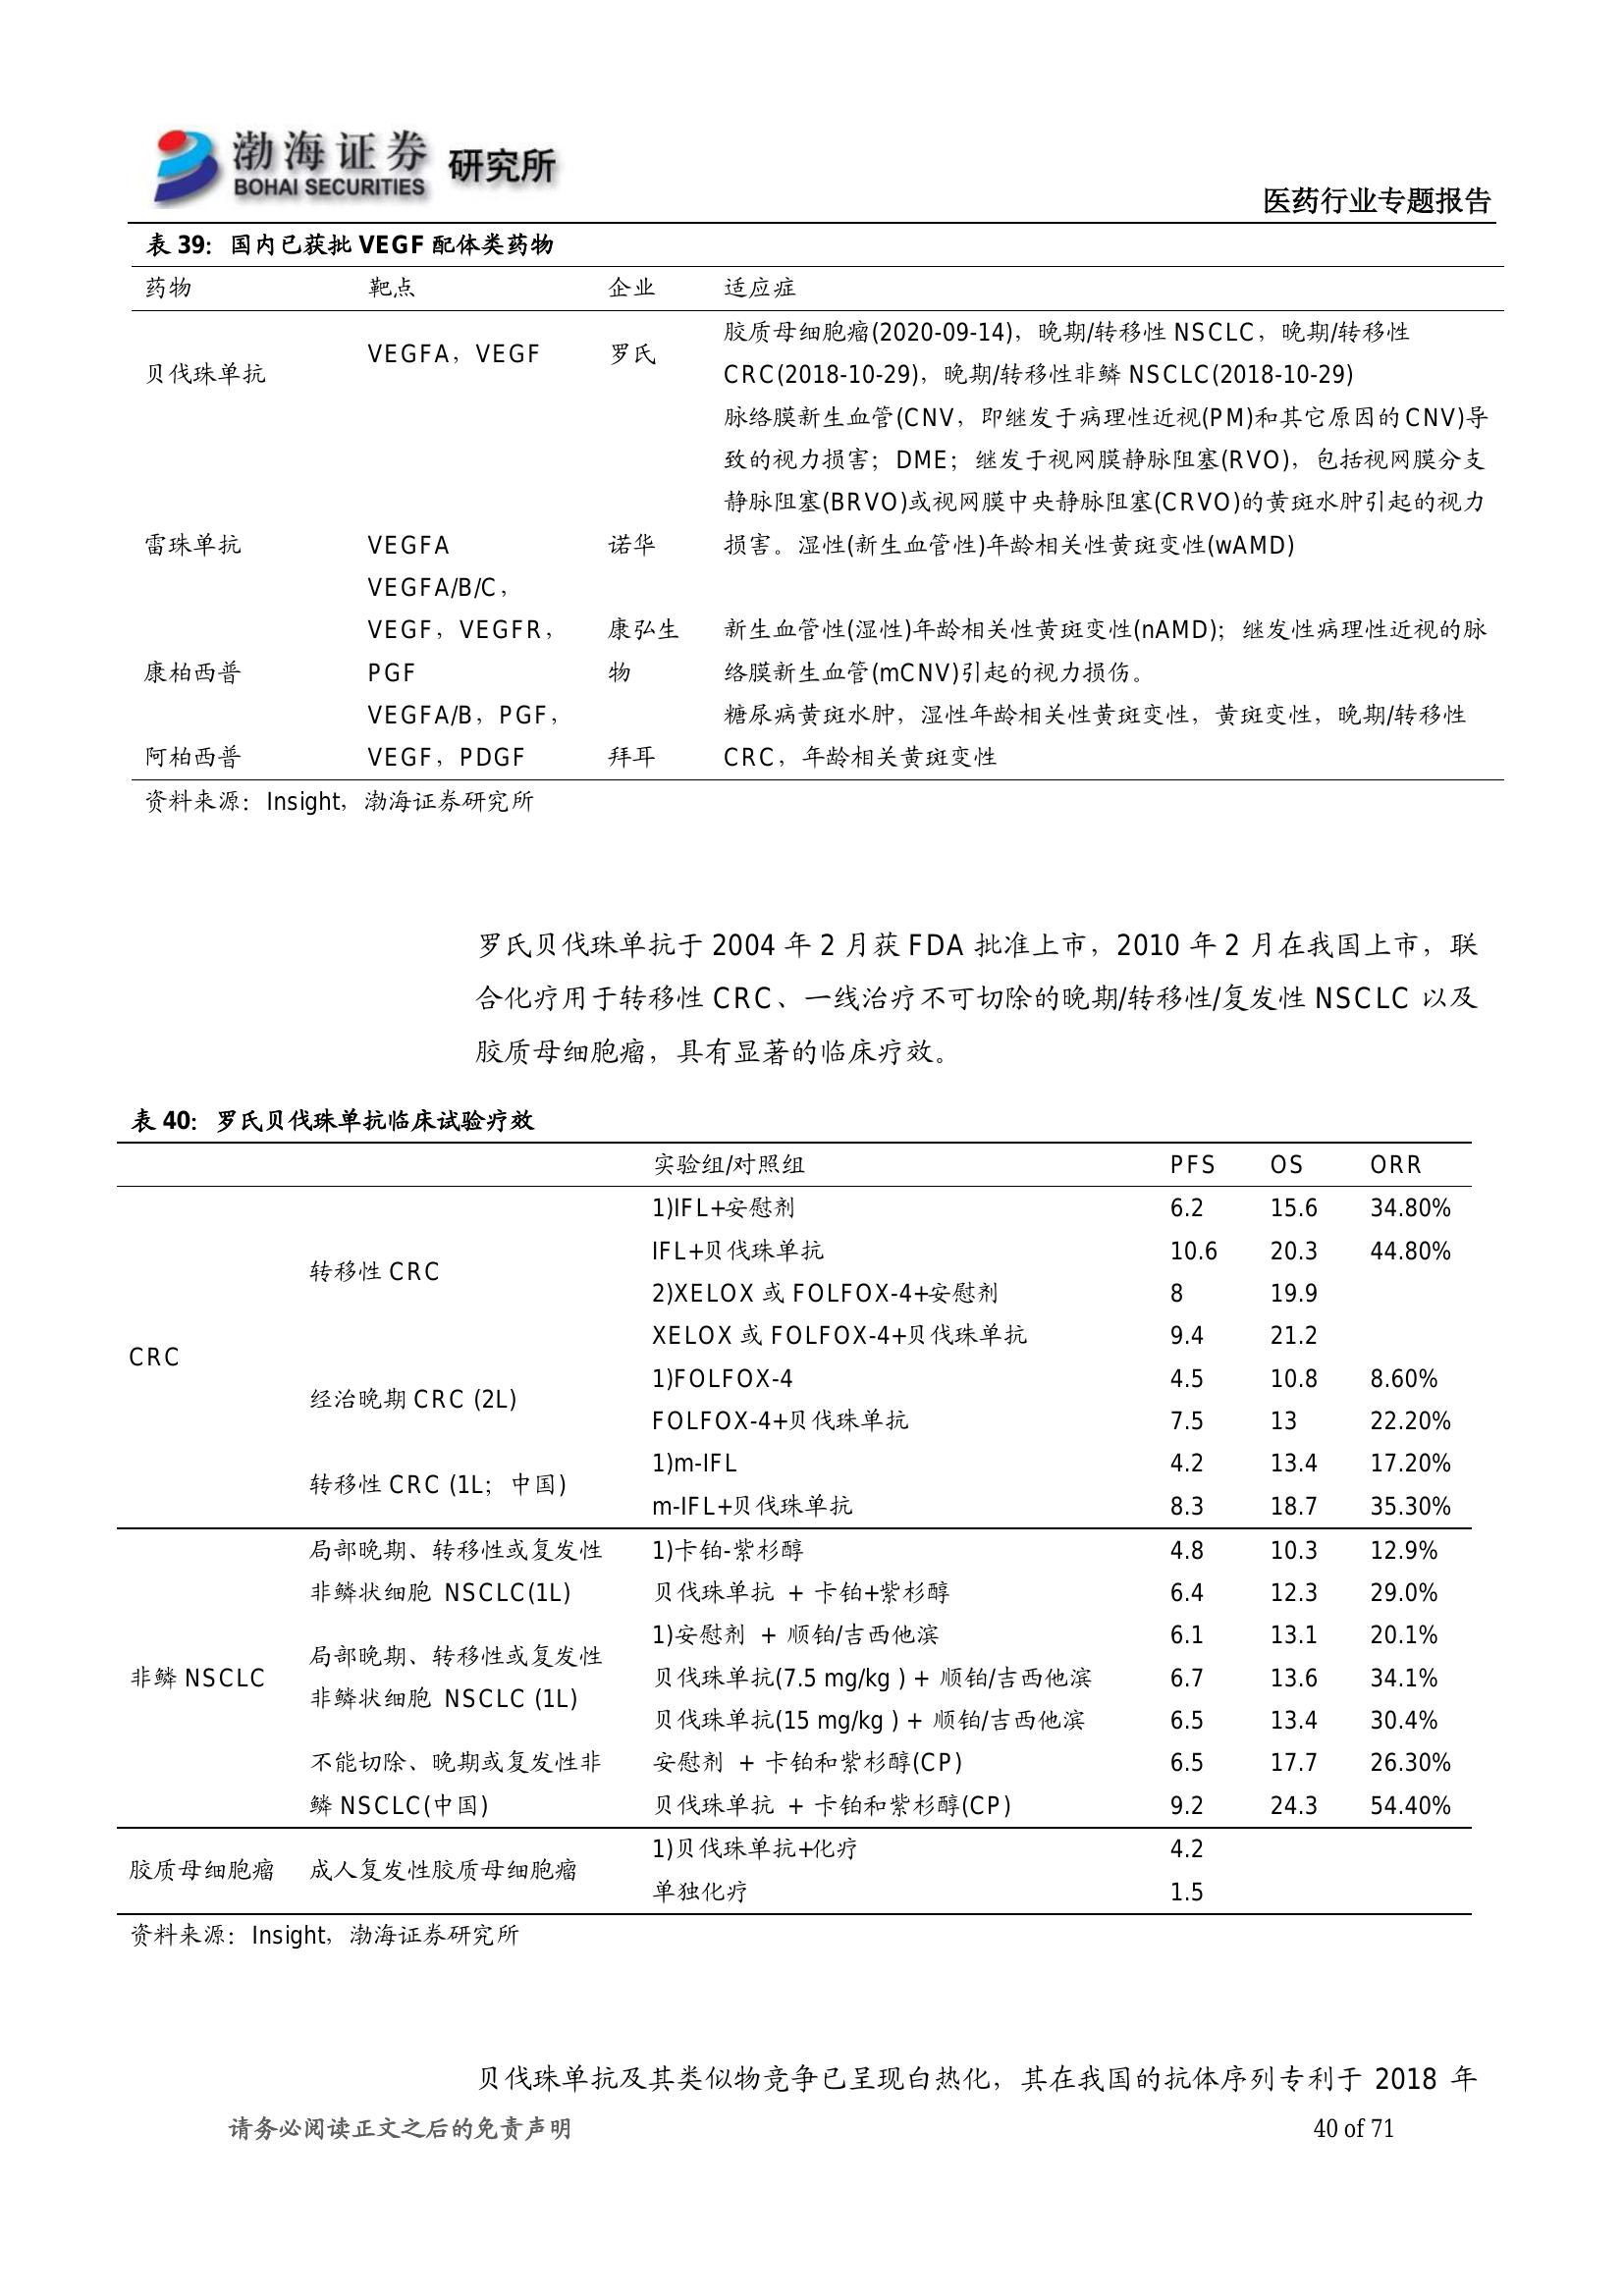 渤海证券 研究所
BOHAI SECURITIES
医药行业专题报告
表 39：国内已获批 VEGF 配体类药物
药物 靶点 企业 适应症
贝伐珠单抗 VEGFA，VEGF 罗氏 胶质母细胞瘤(2020-09-14)，晚期/转移性 NSCLC，晚期/转移性
CRC(2018-10-29)，晚期/转移性非鳞 NSCLC(2018-10-29)
脉络膜新生血管(CNV，即继发于病理性近视(PM)和其它原因的 CNV)导
致的视力损害；DME；继发于视网膜静脉阻塞(RVO)，包括视网膜分支
静脉阻塞(BRVO)或视网膜中央静脉阻塞(CRVO)的黄斑水肿引起的视力
雷珠单抗 VEGFA 诺华 损害。湿性(新生血管性)年龄相关性黄斑变性(wAMD)
VEGFA/B/C，
VEGF，VEGFR， 康弘生 新生血管性(湿性)年龄相关性黄斑变性(nAMD)；继发性病理性近视的脉
康柏西普 PGF 物 络膜新生血管(mCNV)引起的视力损伤。
VEGFA/B，PGF， 糖尿病黄斑水肿，湿性年龄相关性黄斑变性，黄斑变性，晚期/转移性
阿柏西普 VEGF，PDGF 拜耳 CRC，年龄相关黄斑变性
资料来源：Insight，渤海证券研究所
罗氏贝伐珠单抗于 2004 年 2 月获 FDA 批准上市，2010 年 2 月在我国上市，联
合化疗用于转移性 CRC、一线治疗不可切除的晚期/转移性/复发性 NSCLC 以及
胶质母细胞瘤，具有显著的临床疗效。
表 40：罗氏贝伐珠单抗临床试验疗效
实验组/对照组 PFS OS ORR
1)IFL+安慰剂 6.2 15.6 34.80%
IFL+贝伐珠单抗 10.6 20.3 44.80%
转移性 CRC
2)XELOX 或 FOLFOX-4+安慰剂 8 19.9
XELOX 或 FOLFOX-4+贝伐珠单抗 9.4 21.2
CRC
1)FOLFOX-4 4.5 10.8 8.60%
经治晚期 CRC (2L)
FOLFOX-4+贝伐珠单抗 7.5 13 22.20%
1)m-IFL 4.2 13.4 17.20%
转移性 CRC (1L；中国)
m-IFL+贝伐珠单抗 8.3 18.7 35.30%
局部晚期、转移性或复发性 1)卡铂-紫杉醇 4.8 10.3 12.9%
非鳞状细胞 NSCLC(1L) 贝伐珠单抗 + 卡铂+紫杉醇 6.4 12.3 29.0%
1)安慰剂 + 顺铂/吉西他滨 6.1 13.1 20.1%
局部晚期、转移性或复发性
非鳞 NSCLC 贝伐珠单抗(7.5 mg/kg ) + 顺铂/吉西他滨 6.7 13.6 34.1%
非鳞状细胞 NSCLC (1L)
贝伐珠单抗(15 mg/kg ) + 顺铂/吉西他滨 6.5 13.4 30.4%
不能切除、晚期或复发性非 安慰剂 + 卡铂和紫杉醇(CP) 6.5 17.7 26.30%
鳞 NSCLC(中国) 贝伐珠单抗 + 卡铂和紫杉醇(CP) 9.2 24.3 54.40%
1)贝伐珠单抗+化疗 4.2
胶质母细胞瘤 成人复发性胶质母细胞瘤
单独化疗 1.5
资料来源：Insight，渤海证券研究所
贝伐珠单抗及其类似物竞争已呈现白热化，其在我国的抗体序列专利于 2018 年
请务必阅读正文之后的免责声明 40 of 71